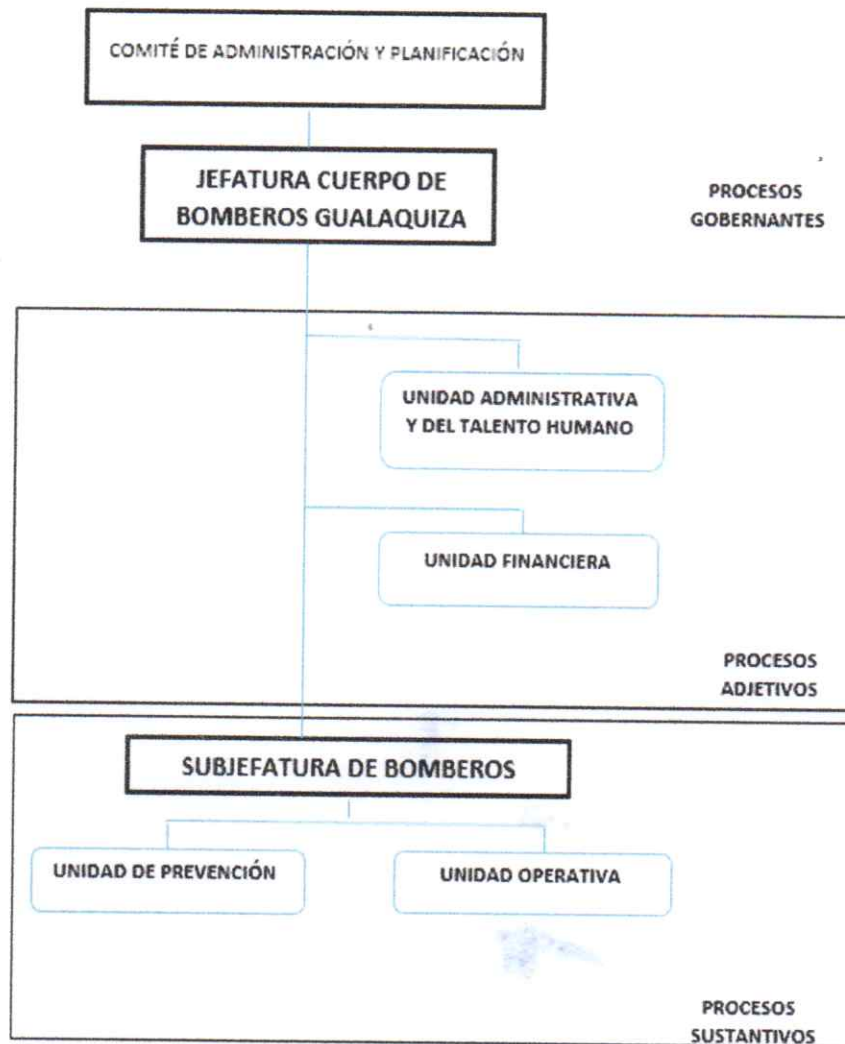 COMITÉ DE ADMINISTRACIÓN Y PLANIFICACIÓN
JEFATURA CUERPO DE
BOMBEROS GUALAQUIZA
PROCESOS
GOBERNANTES
UNIDAD ADMINISTRATIVA
Y DEL TALENTO HUMANO
UNIDAD FINANCIERA
PROCESOS
ADJETIVOS
SUBJEFATURA DE BOMBEROS
UNIDAD DE PREVENCIÓN
UNIDAD OPERATIVA
PROCESOS
SUSTANTIVOS